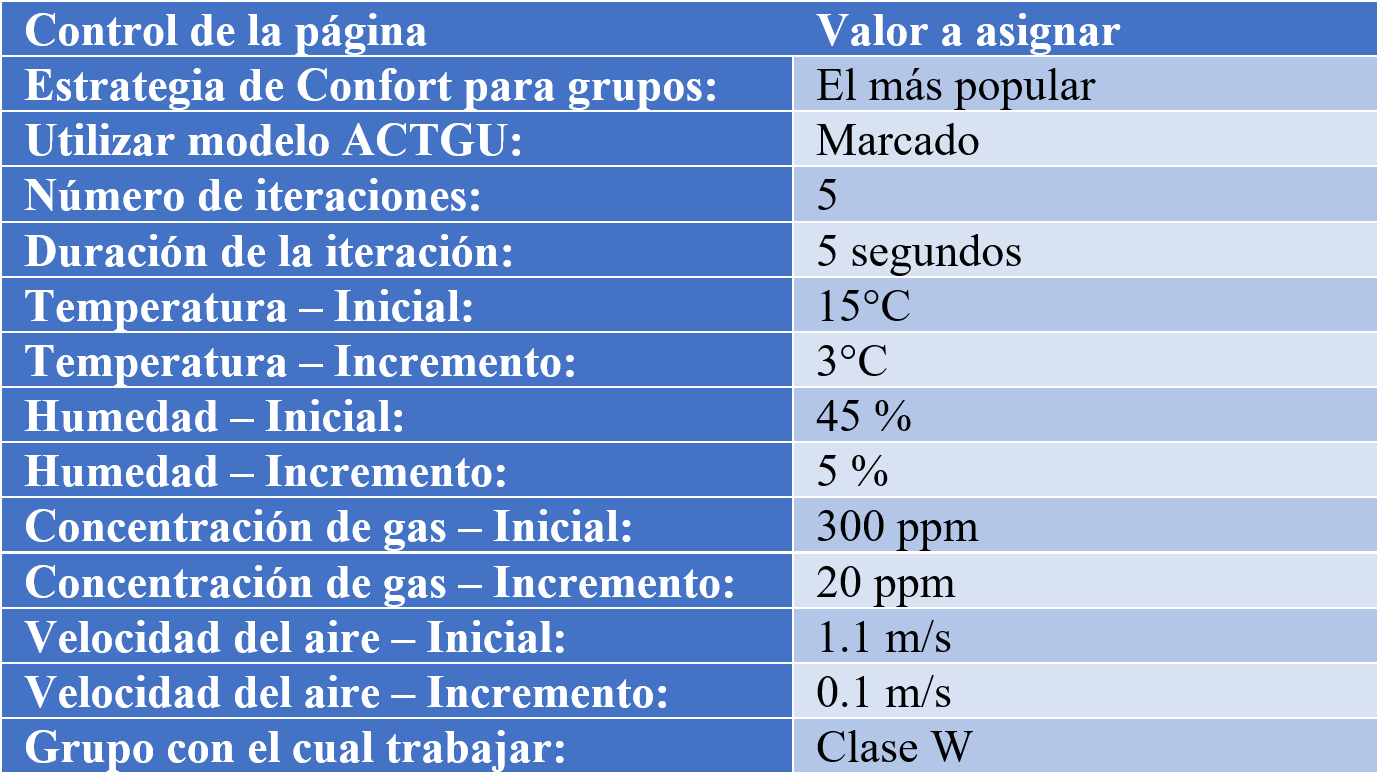 Control de la página Valor a asignar
Estrategia de Confort para grupos: El más popular
Utilizar modelo ACTGU: Marcado
Número de iteraciones: 5
Duración de la iteración: 5 segundos
Temperatura – Inicial: 15°C
Temperatura – Incremento: 3°C
Humedad – Inicial: 45 %
Humedad – Incremento: 5 %
Concentración de gas – Inicial: 300 ppm
Concentración de gas – Incremento: 20 ppm
Velocidad del aire – Inicial: 1.1 m/s
Velocidad del aire – Incremento: 0.1 m/s
Grupo con el cual trabajar: Clase W